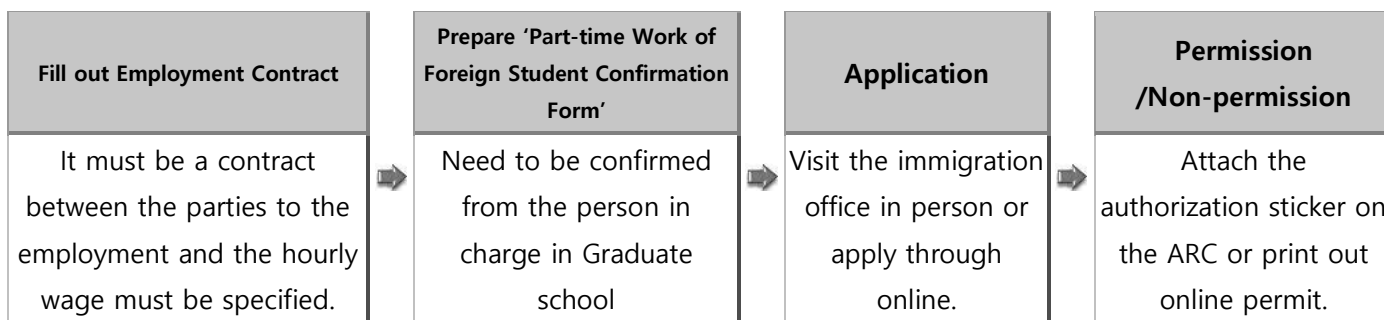 Fill out Employment Contract
It must be a contract
between the parties to the
employment and the hourly
wage must be specified.
Prepare ‘Part-time Work of
Foreign Student Confirmation
Form’
Need to be confirmed
from the person in
charge in Graduate
school
Application
Visit the immigration
office in person or
apply through
online.
Permission
/Non-permission
Attach the
authorization sticker on
the ARC or print out
online permit.